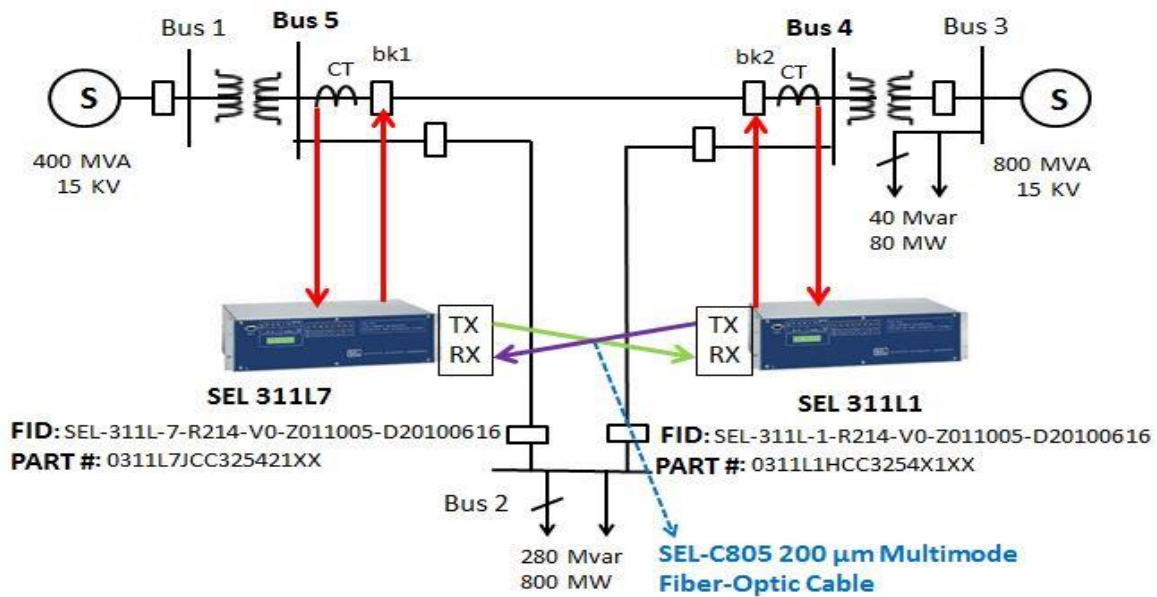 Bus 1
Bus 5
CT
bk1
bk2
CT
Bus 4
Bus 3
S
S
400 MVA
15 KV
800 MVA
15 KV
40 Mvar
80 MW
TX
RX
TX
RX
SEL 311L7
SEL 311L1
FID: SEL-311L-7-R214-V0-Z011005-D20100616
PART #: 0311L7JCC325421XX
FID: SEL-311L-1-R214-V0-Z011005-D20100616
PART #: 0311L1HCC3254X1XX
Bus 2
280 Mvar
800 MW
SEL-C805 200 µm Multimode
Fiber-Optic Cable